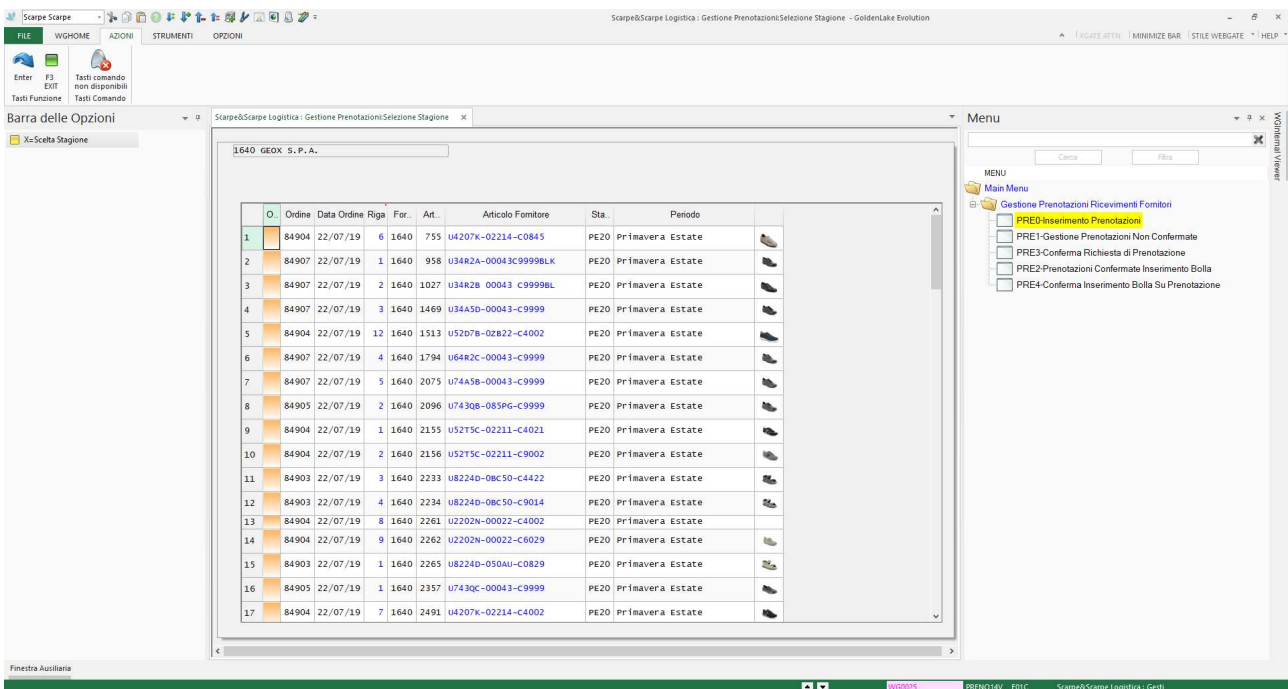 Scarpe Scarpe
Scarpe&Scarpe Logistica : Gestione Prenotazioni:Selezione Stagione - GoldenLake Evolution
FILE WGHOME AZIONI STRUMENTI OPZIONI
XGATE ATTN MINIMIZE BAR STILE WEBGATE HELP
Enter F3 EXIT Tasti comando non disponibili
Tasti Funzione Tasti Comando
Barra delle Opzioni
X=Scelta Stagione
Scarpe&Scarpe Logistica : Gestione Prenotazioni:Selezione Stagione
1640 GEOX S.P.A.
O.. Ordine Data Ordine Riga For.. Art.. Articolo Fornitore Sta.. Periodo
1 84904 22/07/19 6 1640 755 U4207K-02214-C0845 PE20 Primavera Estate
2 84907 22/07/19 1 1640 958 U34R2A-00043C9999BLK PE20 Primavera Estate
3 84907 22/07/19 2 1640 1027 U34R2B 00043 C9999BL PE20 Primavera Estate
4 84907 22/07/19 3 1640 1469 U34A5D-00043-C9999 PE20 Primavera Estate
5 84904 22/07/19 12 1640 1513 U52D7B-0ZB22-C4002 PE20 Primavera Estate
6 84907 22/07/19 4 1640 1794 U64R2C-00043-C9999 PE20 Primavera Estate
7 84907 22/07/19 5 1640 2075 U74A5B-00043-C9999 PE20 Primavera Estate
8 84905 22/07/19 2 1640 2096 U743QB-085PG-C9999 PE20 Primavera Estate
9 84904 22/07/19 1 1640 2155 U52T5C-02211-C4021 PE20 Primavera Estate
10 84904 22/07/19 2 1640 2156 U52T5C-02211-C9002 PE20 Primavera Estate
11 84903 22/07/19 3 1640 2233 U8224D-0BC50-C4422 PE20 Primavera Estate
12 84903 22/07/19 4 1640 2234 U8224D-0BC50-C9014 PE20 Primavera Estate
13 84904 22/07/19 8 1640 2261 U2202N-00022-C4002 PE20 Primavera Estate
14 84904 22/07/19 9 1640 2262 U2202N-00022-C6029 PE20 Primavera Estate
15 84903 22/07/19 1 1640 2265 U8224D-050AU-C0829 PE20 Primavera Estate
16 84905 22/07/19 1 1640 2357 U743QC-00043-C9999 PE20 Primavera Estate
17 84904 22/07/19 7 1640 2491 U4207K-02214-C4002 PE20 Primavera Estate
Menu
Cerca Filtra
MENU
Main Menu
Gestione Prenotazioni Ricevimenti Fornitori
PRE0-Inserimento Prenotazioni
PRE1-Gestione Prenotazioni Non Confermate
PRE3-Conferma Richiesta di Prenotazione
PRE2-Prenotazioni Confermate Inserimento Bolla
PRE4-Conferma Inserimento Bolla Su Prenotazione
WGInternal Viewer
Finestra Ausiliaria
WG0025 PRENO14V F01C Scarpe&Scarpe Logistica : Gesti